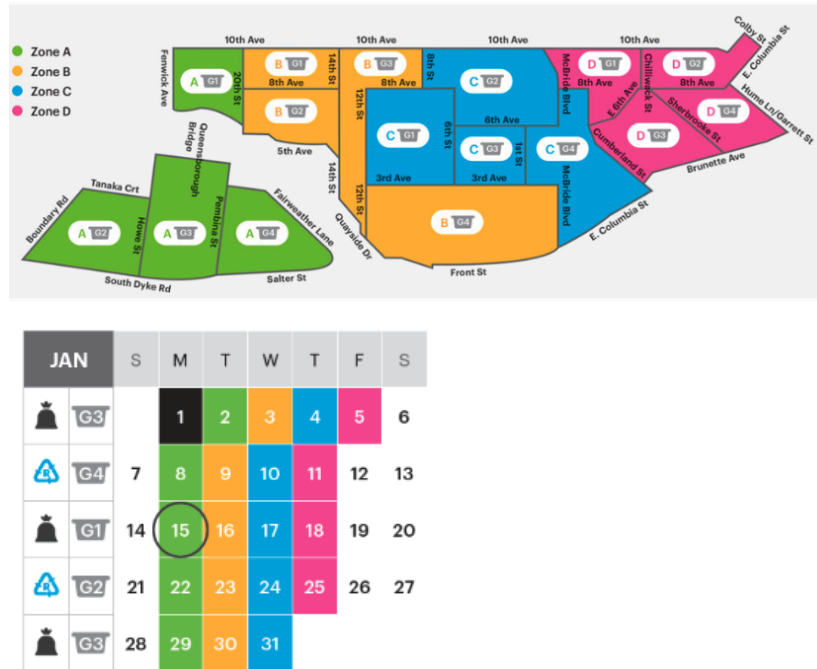 Colby St
E. Columbia St
10th Ave
10th Ave
10th Ave
10th Ave
Zone A
Zone B
Zone C
Zone D
Fenwick Ave
A G1
20th St
B G1
8th Ave
14th St
B G3
8th Ave
8th St
C G2
McBride Blvd
D G1
8th Ave
E 6th Ave
Chilliwack St
D G2
8th Ave
Hume Ln/Garrett St
B G2
12th St
6th Ave
Sherbrooke St
D G4
Queensborough
Bridge
5th Ave
C G1
6th St
C G3
1st St
C G4
Cumberland St
D G3
Brunette Ave
14th St
3rd Ave
3rd Ave
McBride Blvd
Tanaka Crt
12th St
Boundary Rd
A G2
Howe St
A G3
Pembina St
A G4
Fairweather Lane
Quayside Dr
B G4
E. Columbia St
South Dyke Rd
Salter St
Front St
JAN S M T W T F S
G3 1 2 3 4 5 6
R G4 7 8 9 10 11 12 13
G1 14 15 16 17 18 19 20
R G2 21 22 23 24 25 26 27
G3 28 29 30 31